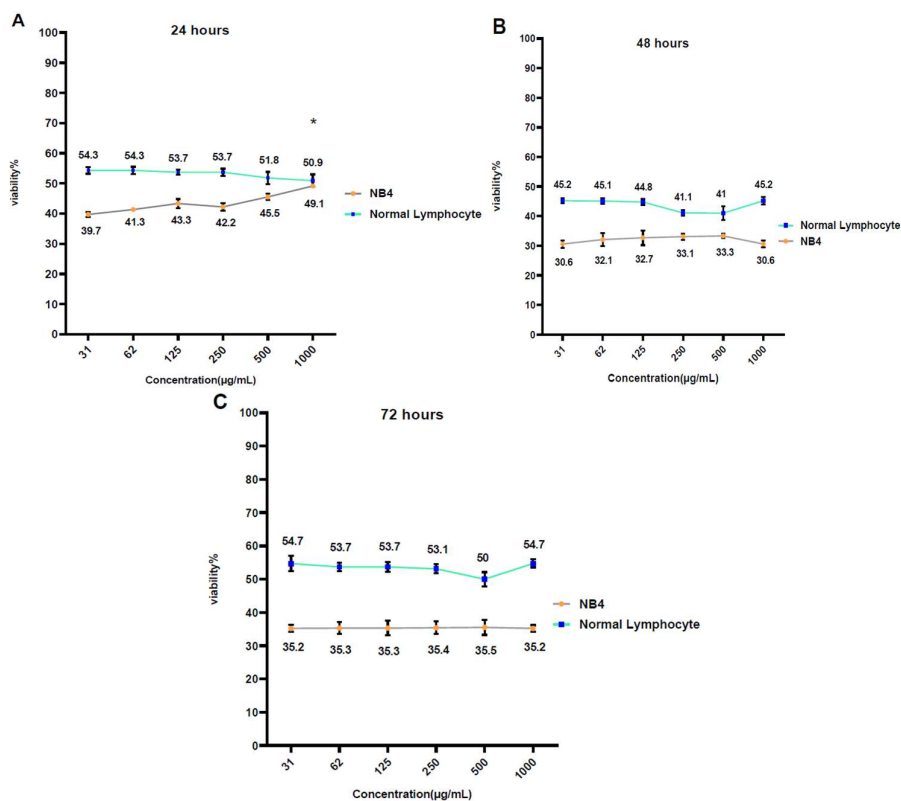 A
24 hours
100
90
80
70
60
50
40
30
20
10
0
viability%
*
54.3 54.3 53.7 53.7 51.8 50.9
39.7 41.3 43.3 42.2 45.5 49.1
NB4
Normal Lymphocyte
31 62 125 250 500 1000
Concentration(µg/mL)
B
48 hours
100
90
80
70
60
50
40
30
20
10
0
viability%
45.2 45.1 44.8 41.1 41 45.2
30.6 32.1 32.7 33.1 33.3 30.6
Normal Lymphocyte
NB4
31 62 125 250 500 1000
Concentration(µg/mL)
C
72 hours
100
90
80
70
60
50
40
30
20
10
0
viability%
54.7 53.7 53.7 53.1 50 54.7
35.2 35.3 35.3 35.4 35.5 35.2
NB4
Normal Lymphocyte
31 62 125 250 500 1000
Concentration(µg/mL)